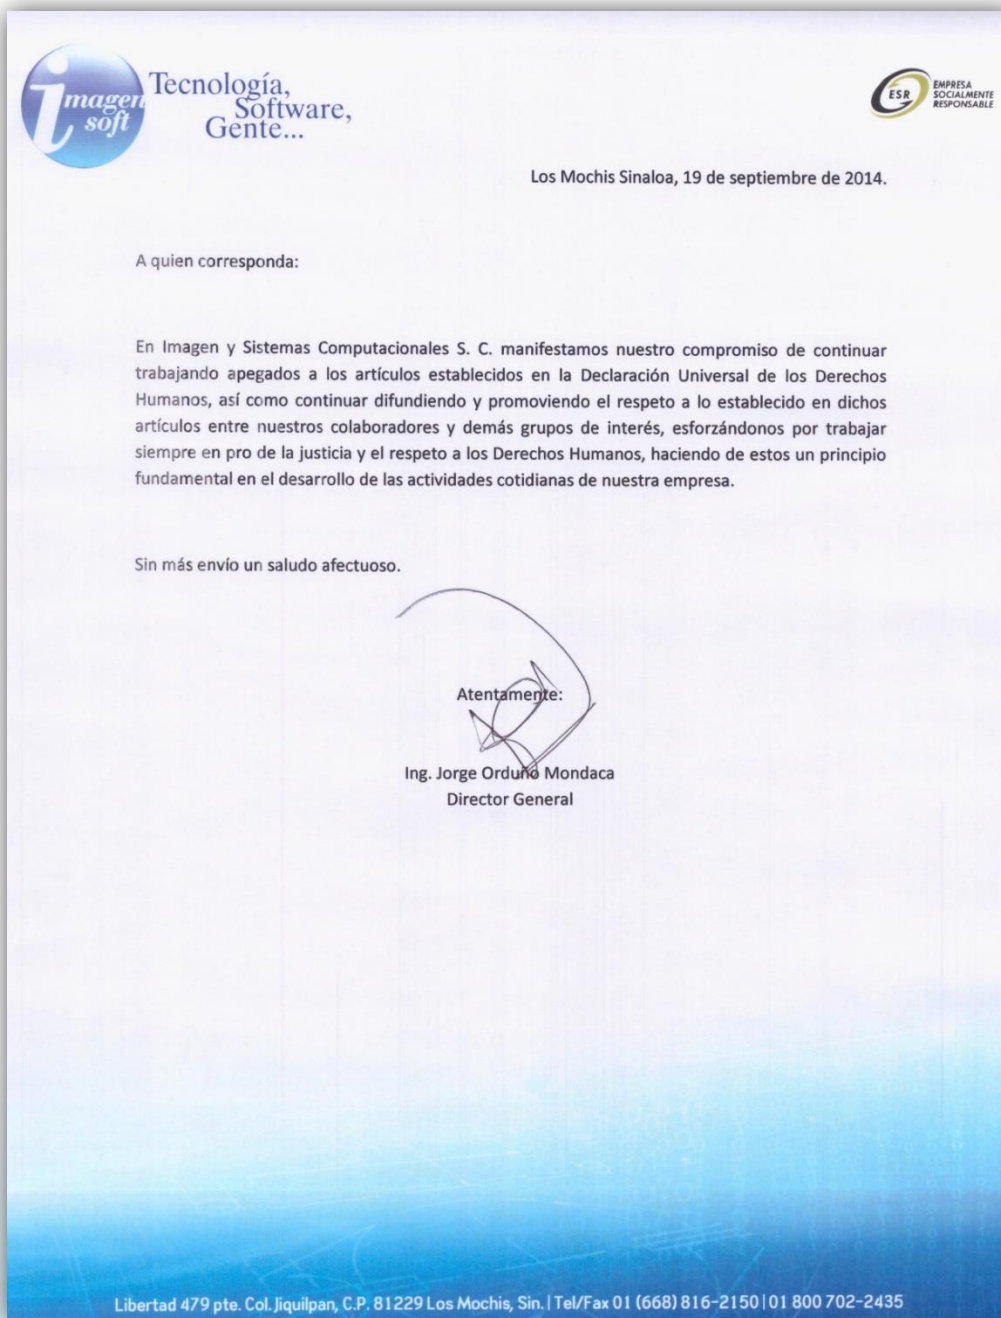 imagen
soft
Tecnología,
Software,
Gente...
ESR
EMPRESA
SOCIALMENTE
RESPONSABLE
Los Mochis Sinaloa, 19 de septiembre de 2014.
A quien corresponda:
En Imagen y Sistemas Computacionales S. C. manifestamos nuestro compromiso de continuar
trabajando apegados a los artículos establecidos en la Declaración Universal de los Derechos
Humanos, así como continuar difundiendo y promoviendo el respeto a lo establecido en dichos
artículos entre nuestros colaboradores y demás grupos de interés, esforzándonos por trabajar
siempre en pro de la justicia y el respeto a los Derechos Humanos, haciendo de estos un principio
fundamental en el desarrollo de las actividades cotidianas de nuestra empresa.
Sin más envío un saludo afectuoso.
Atentamente:
Ing. Jorge Orduño Mondaca
Director General
Libertad 479 pte. Col. Jiquilpan, C.P. 81229 Los Mochis, Sin. | Tel/Fax 01 (668) 816-2150 | 01 800 702-2435